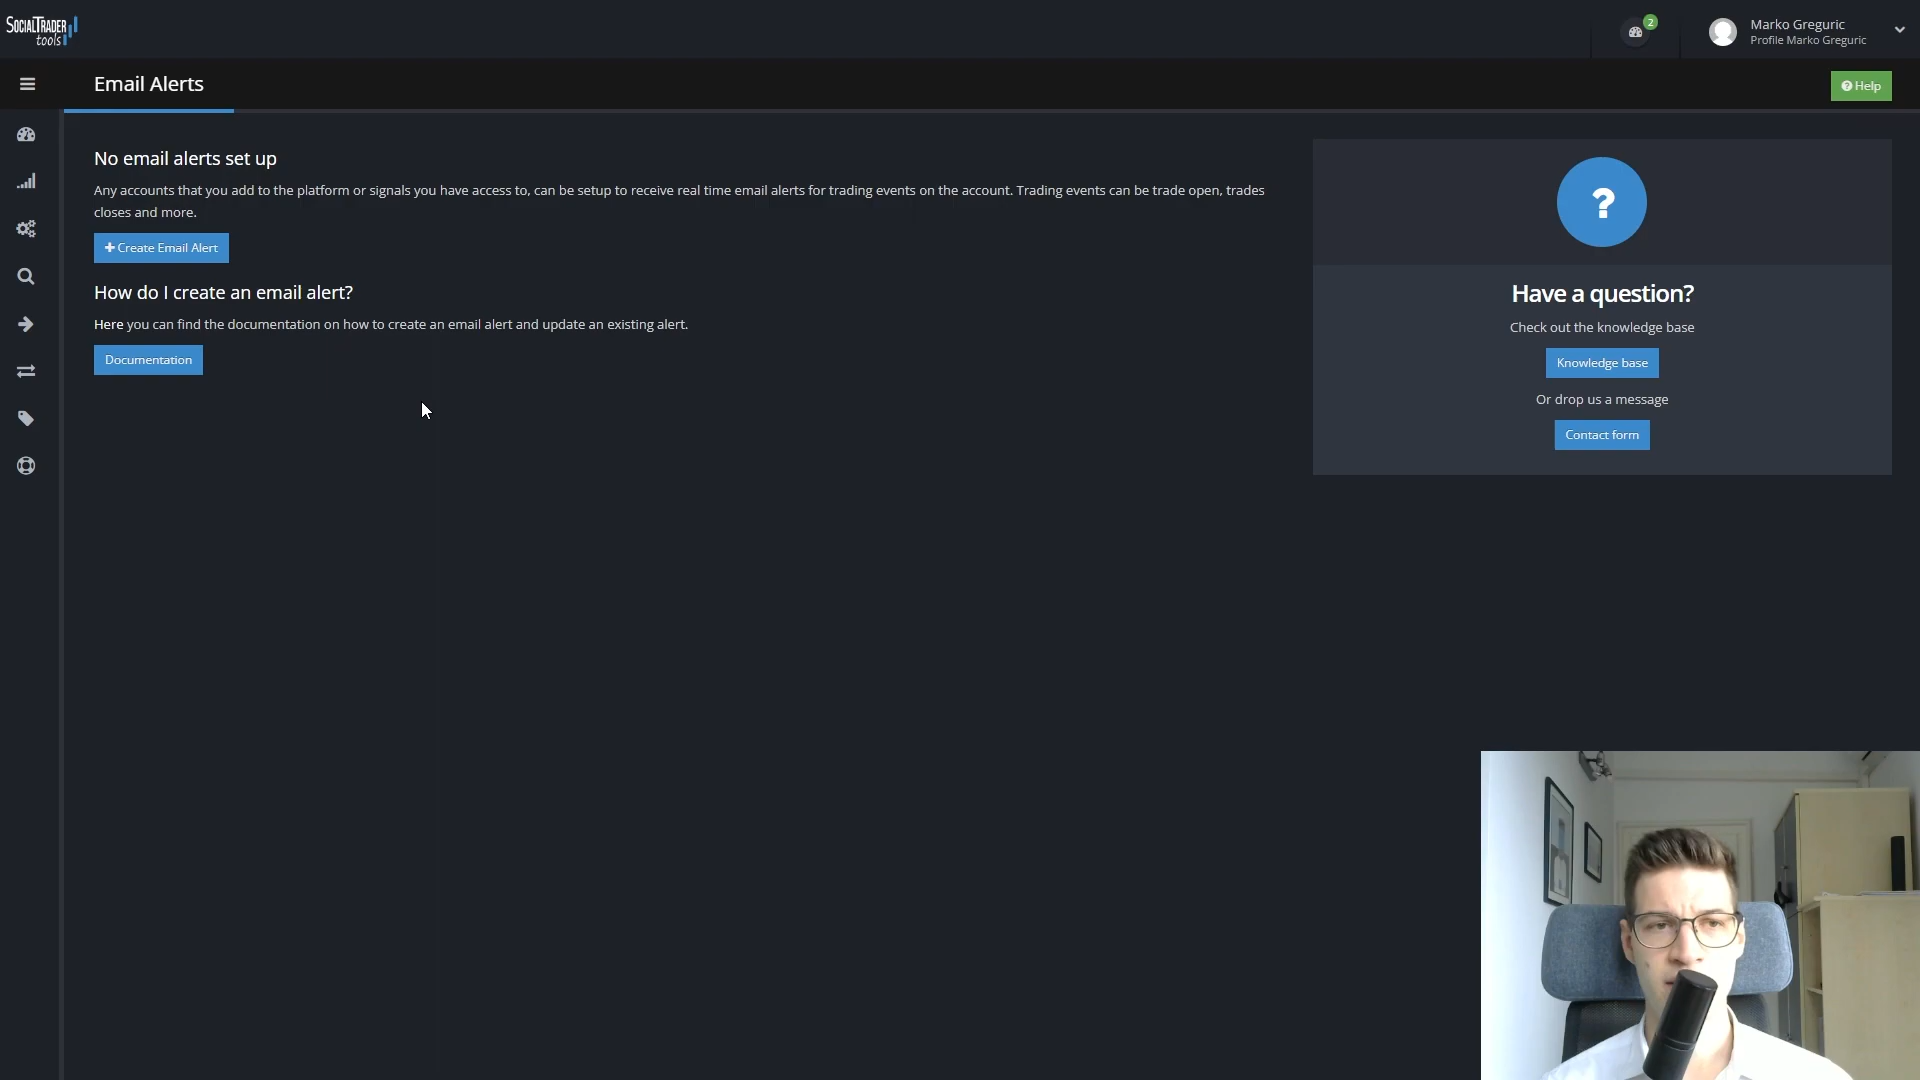 SOCIALTRADER
tools
2
Marko Greguric
Profile Marko Greguric
Email Alerts
Help
No email alerts set up
Any accounts that you add to the platform or signals you have access to, can be setup to receive real time email alerts for trading events on the account. Trading events can be trade open, trades
closes and more.
Create Email Alert
How do I create an email alert?
Here you can find the documentation on how to create an email alert and update an existing alert.
Documentation
?
Have a question?
Check out the knowledge base
Knowledge base
Or drop us a message
Contact form